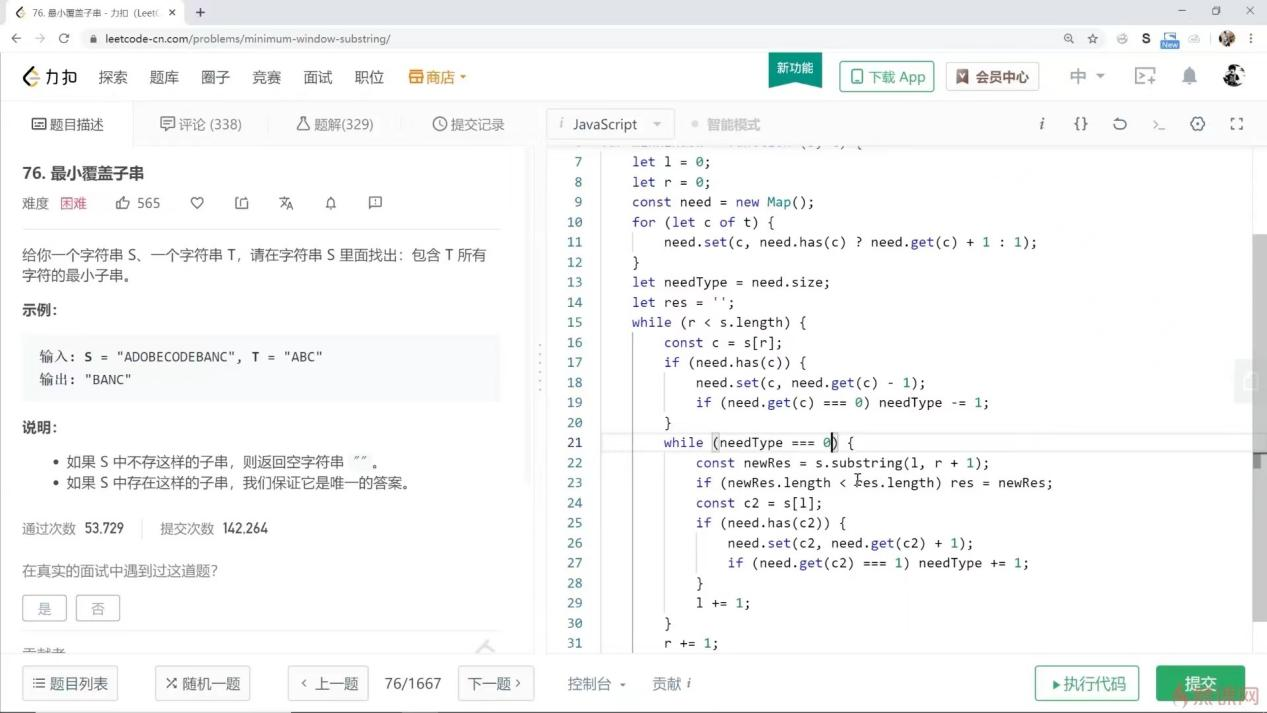 76. 最小覆盖子串 - 力扣（LeetC
leetcode-cn.com/problems/minimum-window-substring/
S
New
力扣 探索 题库 圈子 竞赛 面试 职位 商店 新功能 下载 App 会员中心 中
题目描述 评论 (338) 题解(329) 提交记录
i JavaScript 智能模式 i {} >_
76. 最小覆盖子串
难度 困难 565
给你一个字符串 S、一个字符串 T，请在字符串 S 里面找出：包含 T 所有
字符的最小子串。
示例：
输入: S = "ADOBECODEBANC", T = "ABC"
输出: "BANC"
说明：
如果 S 中不存在这样的子串，则返回空字符串 ""。
如果 S 中存在这样的子串，我们保证它是唯一的答案。
通过次数 53,729 提交次数 142,264
在真实的面试中遇到过这道题？
是 否
7 let l = 0;
8 let r = 0;
9 const need = new Map();
10 for (let c of t) {
11 need.set(c, need.has(c) ? need.get(c) + 1 : 1);
12 }
13 let needType = need.size;
14 let res = '';
15 while (r < s.length) {
16 const c = s[r];
17 if (need.has(c)) {
18 need.set(c, need.get(c) - 1);
19 if (need.get(c) === 0) needType -= 1;
20 }
21 while (needType === 0) {
22 const newRes = s.substring(l, r + 1);
23 if (newRes.length < res.length) res = newRes;
24 const c2 = s[l];
25 if (need.has(c2)) {
26 need.set(c2, need.get(c2) + 1);
27 if (need.get(c2) === 1) needType += 1;
28 }
29 l += 1;
30 }
31 r += 1;
题目列表 随机一题 上一题 76/1667 下一题 控制台 贡献 i 执行代码 提交
慕课网